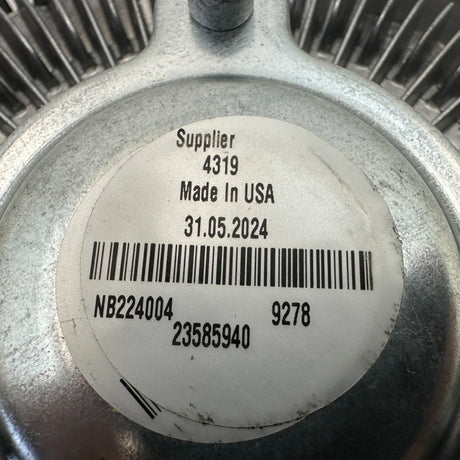 Supplier
4319
Made In USA
31.05.2024
NB224004 9278
23585940